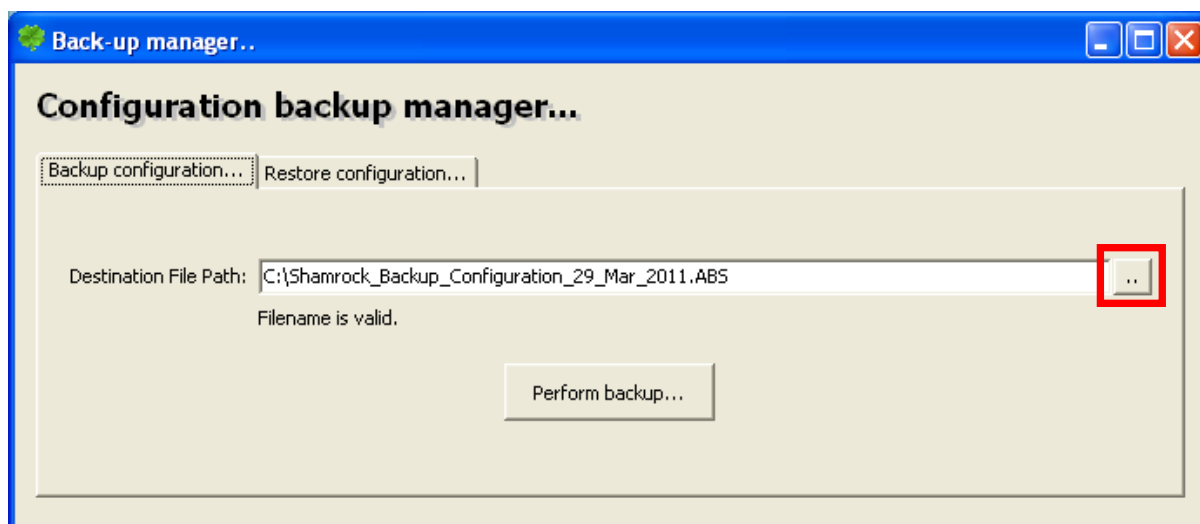 Back-up manager..
Configuration backup manager...
Backup configuration... Restore configuration...
Destination File Path: C:\Shamrock_Backup_Configuration_29_Mar_2011.ABS ..
Filename is valid.
Perform backup...